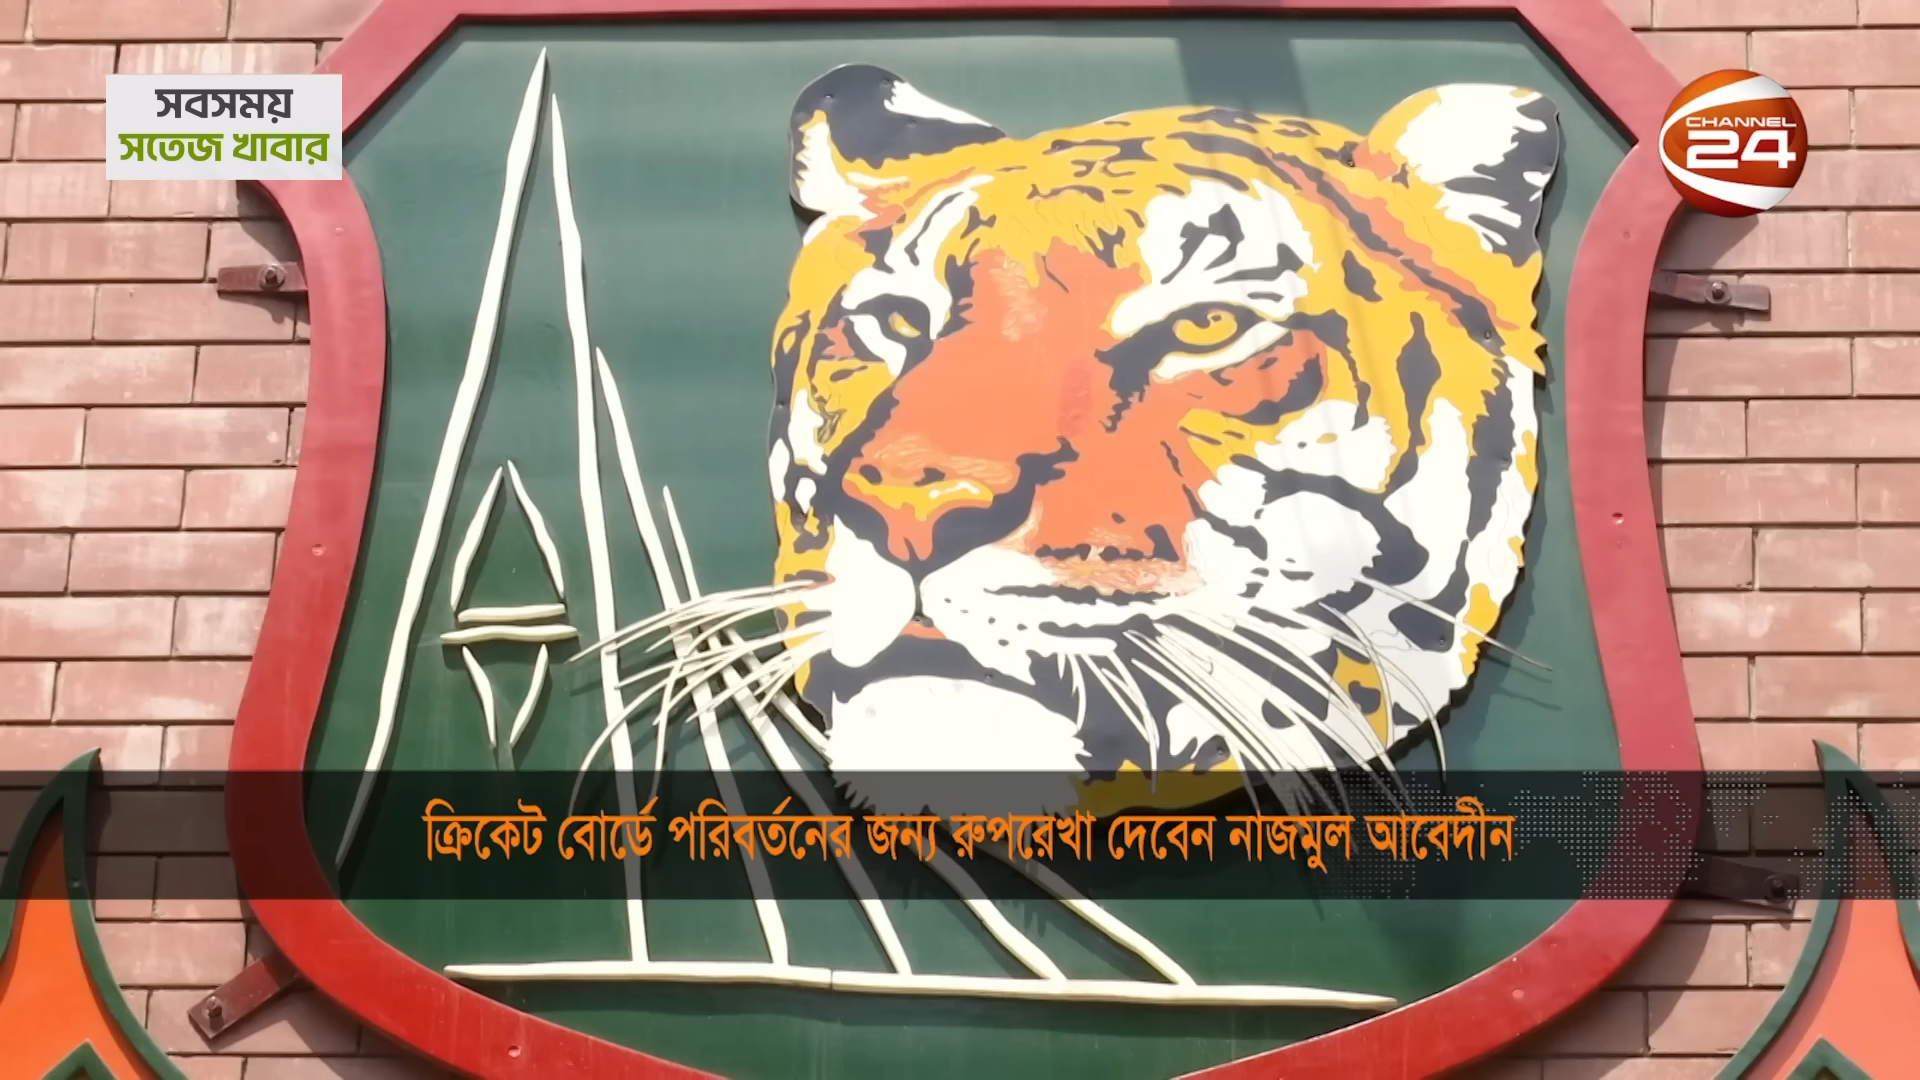 সবসময়
সতেজ খাবার
CHANNEL
24
ক্রিকেট বোর্ডে পরিবর্তনের জন্য রুপরেখা দেবেন নাজমুল আবেদীন